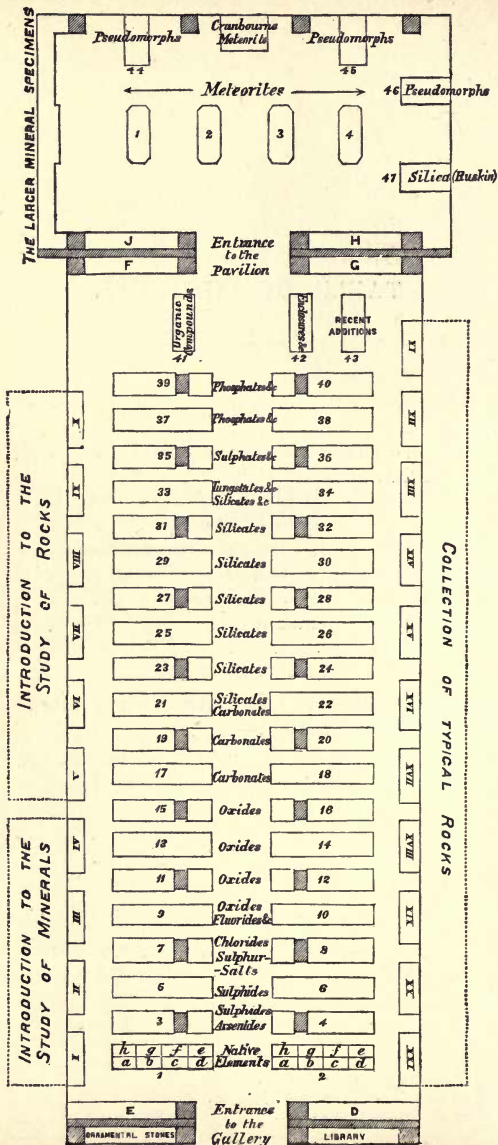 THE LARGER MINERAL SPECIMENS
Pseudomorphs
44
Cranbourne
Meteorite
Pseudomorphs
45
Meteorites
46 Pseudomorphs
1 2 3 4
47 Silica (Ruskin)
J
H
Entrance
to the
Pavilion
F
G
Organic
Compounds
41
42
RECENT
ADDITIONS
43
39 Phosphates &c 40
37 Phosphates &c 38
35 Sulphates &c 36
33 Tungstates &c
Silicates &c 34
31 Silicates 32
29 Silicates 30
27 Silicates 28
25 Silicates 26
23 Silicates 24
21 Silicates
Carbonates 22
19 Carbonates 20
17 Carbonates 18
15 Oxides 16
13 Oxides 14
11 Oxides 12
9 Oxides
Fluorides &c 10
7 Chlorides
Sulphur-
-Salts 8
5 Sulphides 6
3 Sulphides
Arsenides 4
h g f e
a b c d
1
Native
Elements
h g f e
a b c d
2
INTRODUCTION TO THE
STUDY OF ROCKS
X
IX
VIII
VII
VI
V
INTRODUCTION TO THE
STUDY OF MINERALS
IV
III
II
I
XI
XII
XIII
XIV
XV
XVI
XVII
XVIII
XIX
XX
XXI
COLLECTION OF TYPICAL ROCKS
E
D
Entrance
to the
Gallery
ORNAMENTAL STONES
LIBRARY